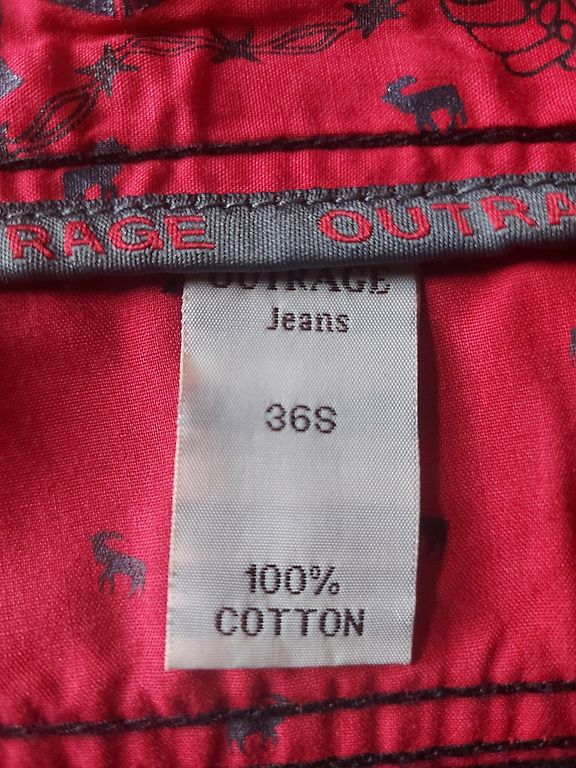 RAGE OUTRA
OUTRAGE
Jeans
36S
100%
COTTON